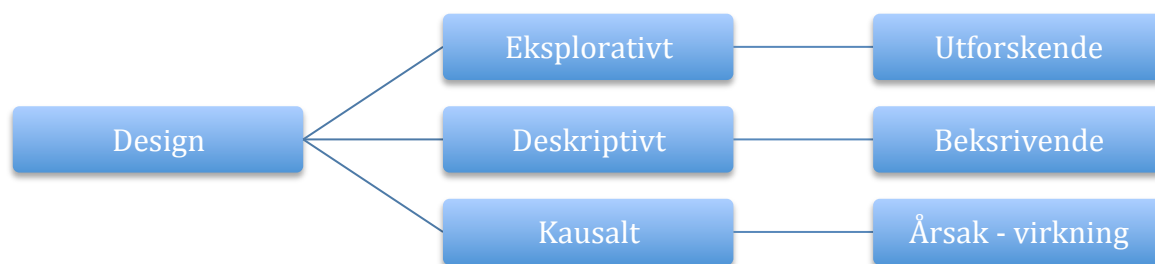 Eksplorativt
Utforskende
Design
Deskriptivt
Beksrivende
Kausalt
Årsak - virkning